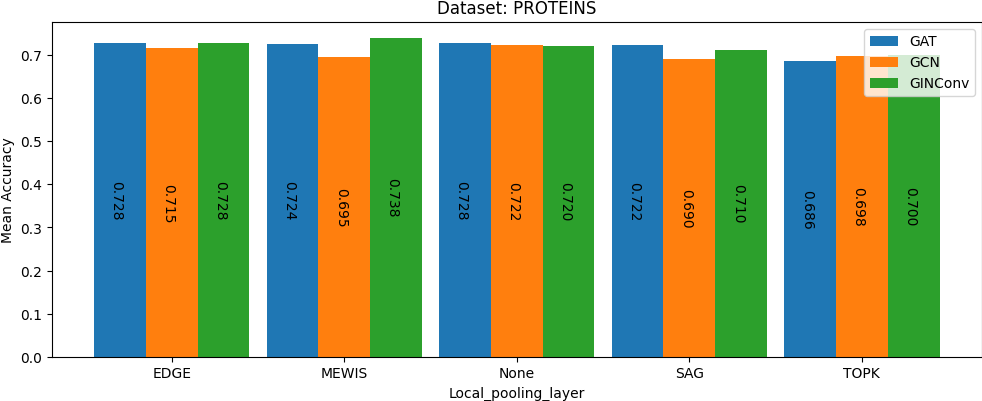 Dataset: PROTEINS
Mean Accuracy
0.7
0.6
0.5
0.4
0.3
0.2
0.1
0.0
0.728
0.715
0.728
0.724
0.695
0.738
0.728
0.722
0.720
0.722
0.690
0.710
0.686
0.698
0.700
GAT
GCN
GINConv
EDGE
MEWIS
None
SAG
TOPK
Local_pooling_layer